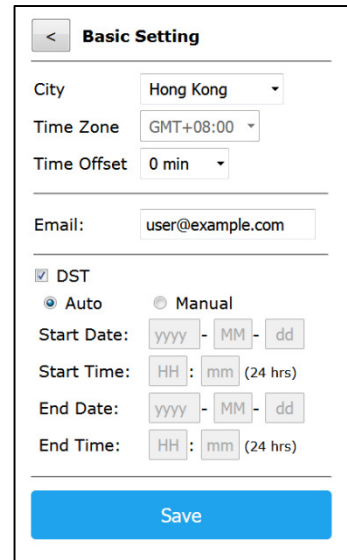 < Basic Setting
City Hong Kong
Time Zone GMT+08:00
Time Offset 0 min
Email: user@example.com
DST
Auto Manual
Start Date: yyyy - MM - dd
Start Time: HH : mm (24 hrs)
End Date: yyyy - MM - dd
End Time: HH : mm (24 hrs)
Save